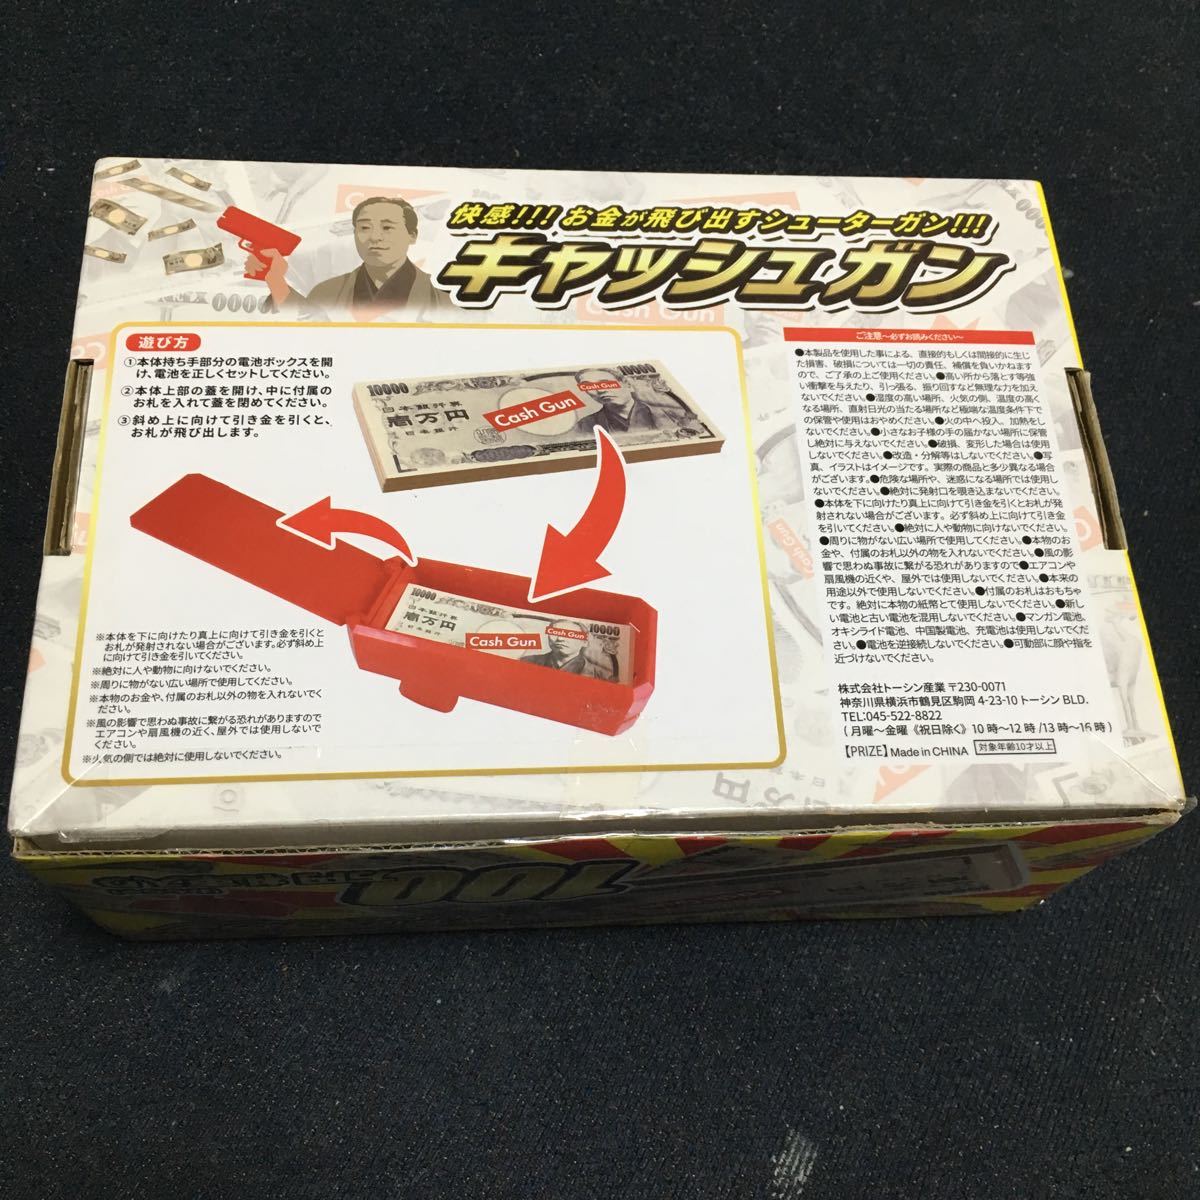 快感!!! お金が飛び出すシューターガン!!!
キャッシュガン
遊び方
①本体持ち手部分の電池ボックスを開
け、電池を正しくセットしてください。
②本体上部の蓋を開け、中に付属の
お札を入れて蓋を閉めてください。
③斜め上に向けて引き金を引くと、
お札が飛び出します。
10000
日本銀行券
壱万円
日本銀行
Cash Gun
Cash Gun
10000
10000
日本銀行券
壱万円
日本銀行
Cash Gun
Cash Gun
10000
※本体を下に向けたり真上に向けて引き金を引くと
お札が発射されない場合がございます。必ず斜め上
に向けて引き金を引いてください。
※絶対に人や動物に向けないでください。
※周りに物がない広い場所で使用してください。
※本物のお金や、付属のお札以外の物を入れないでく
ださい。
※風の影響で思わぬ事故に繋がる恐れがありますので
エアコンや扇風機の近く、屋外では使用しないで
ください。
※火気の側では絶対に使用しないでください。
ご注意〜必ずお読みください〜
●本製品を使用した事による、直接的もしくは間接的に生じ
た損害、破損については一切の責任、補償を負いかねます
ので、ご了承の上ご使用ください。●高い所から落とす等強
い衝撃を与えたり、引っ張る、振り回すなど無理な力を加え
ないでください。●湿度の高い場所、火気の側、温度の高く
なる場所、直射日光の当たる場所など極端な温度条件下で
の保管や使用はおやめください。●火の中へ投入、加熱をし
ないでください。●小さなお子様の手の届かない場所に保管
し絶対に与えないでください。●破損、変形した場合は使用
しないでください。●改造・分解等はしないでください。●写
真、イラストはイメージです。実際の商品と多少異なる場合
がございます。●危険な場所や、迷惑になる場所では使用し
ないでください。●絶対に発射口を覗き込まないでください。
●本体を下に向けたり真上に向けて引き金を引くとお札が発
射されない場合がございます。必ず斜め上に向けて引き金
を引いてください。●絶対に人や動物に向けないでください。
●周りに物がない広い場所で使用してください。●本物のお
金や、付属のお札以外の物を入れないでください。●風の影
響で思わぬ事故に繋がる恐れがありますので●エアコンや
扇風機の近くや、屋外では使用しないでください。●本来の
用途以外で使用しないでください。●付属のお札はおもちゃ
です。絶対に本物の紙幣とて使用しないでください。●新し
い電池と古い電池を混用しないでください。●マンガン電池、
オキシライド電池、中国製電池、充電池は使用しないでくだ
さい。●電池を逆接続しないでください。●可動部に顔や指を
近づけないでください。
株式会社トーシン産業 〒230-0071
神奈川県横浜市鶴見区駒岡 4-23-10 トーシン BLD.
TEL:045-522-8822
( 月曜〜金曜《祝日除く》10 時〜12 時 /13 時〜16 時 )
【PRIZE】 Made in CHINA 対象年齢10才以上